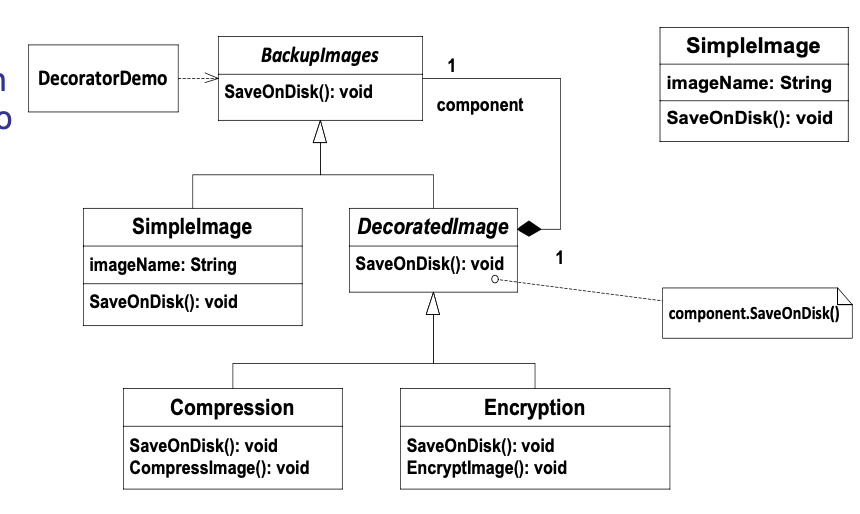 n
o
DecoratorDemo
BackupImages
SaveOnDisk(): void
1
component
SimpleImage
imageName: String
SaveOnDisk(): void
SimpleImage
imageName: String
SaveOnDisk(): void
DecoratedImage
SaveOnDisk(): void
1
component.SaveOnDisk()
Compression
SaveOnDisk(): void
CompressImage(): void
Encryption
SaveOnDisk(): void
EncryptImage(): void